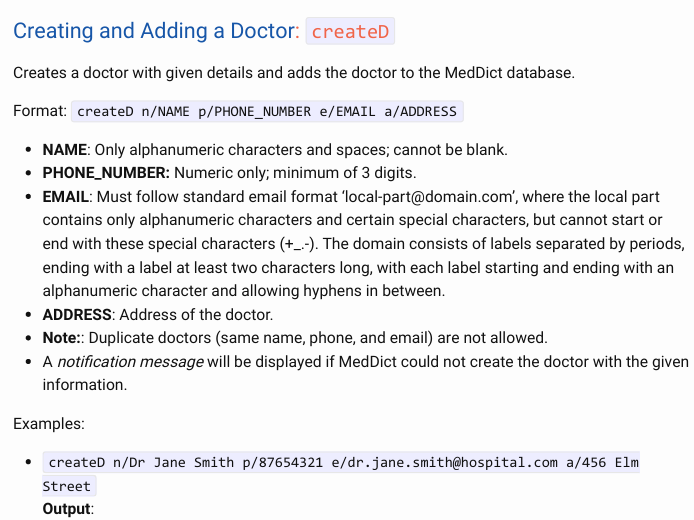 Creating and Adding a Doctor: createD
Creates a doctor with given details and adds the doctor to the MedDict database.
Format: createD n/NAME p/PHONE_NUMBER e/EMAIL a/ADDRESS
• NAME: Only alphanumeric characters and spaces; cannot be blank.
• PHONE_NUMBER: Numeric only; minimum of 3 digits.
• EMAIL: Must follow standard email format ‘local-part@domain.com’, where the local part
contains only alphanumeric characters and certain special characters, but cannot start or
end with these special characters (+_.-). The domain consists of labels separated by periods,
ending with a label at least two characters long, with each label starting and ending with an
alphanumeric character and allowing hyphens in between.
• ADDRESS: Address of the doctor.
• Note:: Duplicate doctors (same name, phone, and email) are not allowed.
• A notification message will be displayed if MedDict could not create the doctor with the given
information.
Examples:
• createD n/Dr Jane Smith p/87654321 e/dr.jane.smith@hospital.com a/456 Elm
Street
Output: